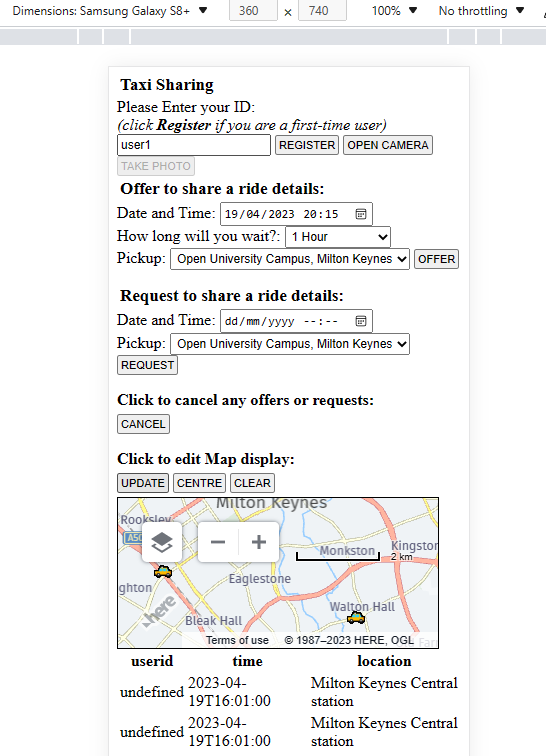 Dimensions: Samsung Galaxy S8+ ▼ 360 × 740 100% ▼ No throttling ▼
Taxi Sharing
Please Enter your ID:
(click Register if you are a first-time user)
user1 REGISTER OPEN CAMERA
TAKE PHOTO
Offer to share a ride details:
Date and Time: 19/04/2023 20:15
How long will you wait?: 1 Hour
Pickup: Open University Campus, Milton Keynes OFFER
Request to share a ride details:
Date and Time: dd/mm/yyyy --:--
Pickup: Open University Campus, Milton Keynes
REQUEST
Click to cancel any offers or requests:
CANCEL
Click to edit Map display:
UPDATE CENTRE CLEAR
Milton Keynes
Rooksley
Monkston Kingston
2 km
Eaglestone
ghton
here
Walton Hall
Bleak Hall
Terms of use © 1987–2023 HERE, OGL
userid time location
undefined 2023-04- Milton Keynes Central
19T16:01:00 station
undefined 2023-04- Milton Keynes Central
19T16:01:00 station